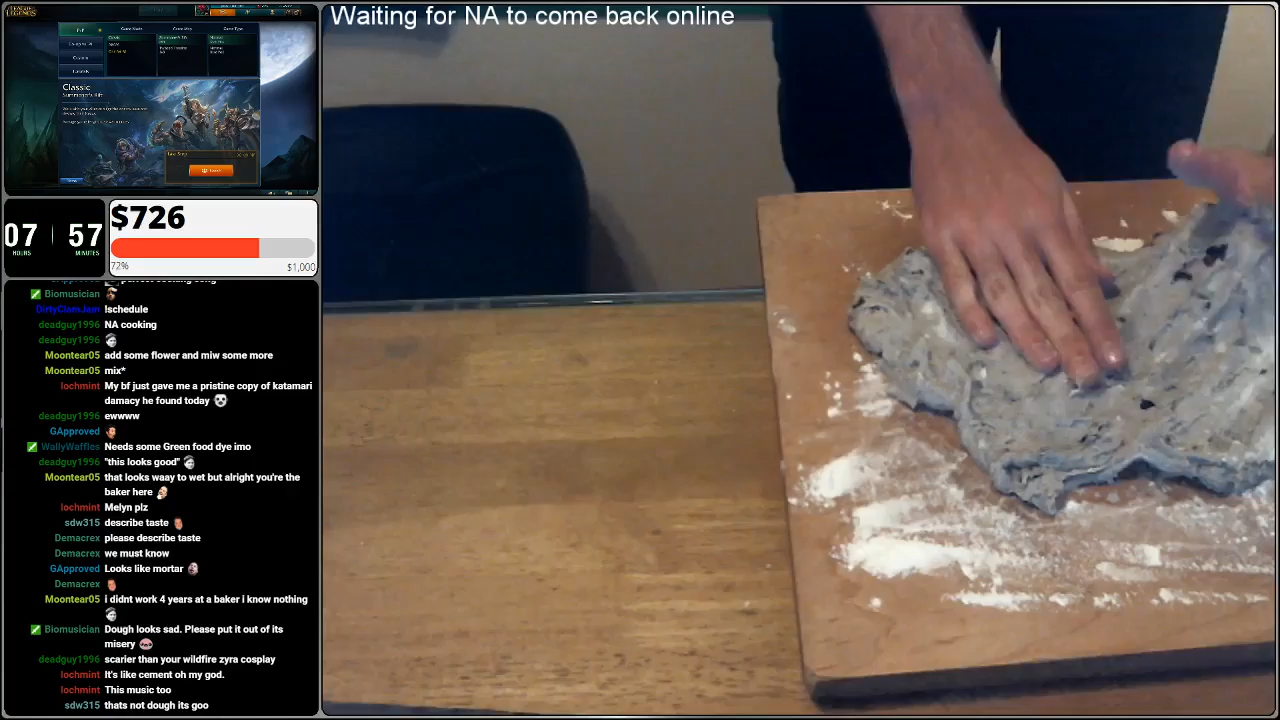 Waiting for NA to come back online
LEGENDS
PvP
Classic
Summoner's Rift
07
57
HOURS
MINUTES
$726
72%
$1,000
Biomusician
DirtyClamJam !schedule
deadguy1996 NA cooking
deadguy1996
Moontear05 add some flower and miw some more
Moontear05 mix*
lochmint My bf just gave me a pristine copy of katamari
damacy he found today
deadguy1996 ewwww
GApproved
WallyWaffles Needs some Green food dye imo
deadguy1996 "this looks good"
Moontear05 that looks waay to wet but alright you're the
baker here
lochmint Melyn plz
sdw315 describe taste
Demacrex please describe taste
Demacrex we must know
GApproved Looks like mortar
Demacrex
Moontear05 i didnt work 4 years at a baker i know nothing
Biomusician Dough looks sad. Please put it out of its
misery
deadguy1996 scarier than your wildfire zyra cosplay
lochmint It's like cement oh my god.
lochmint This music too
sdw315 thats not dough its goo